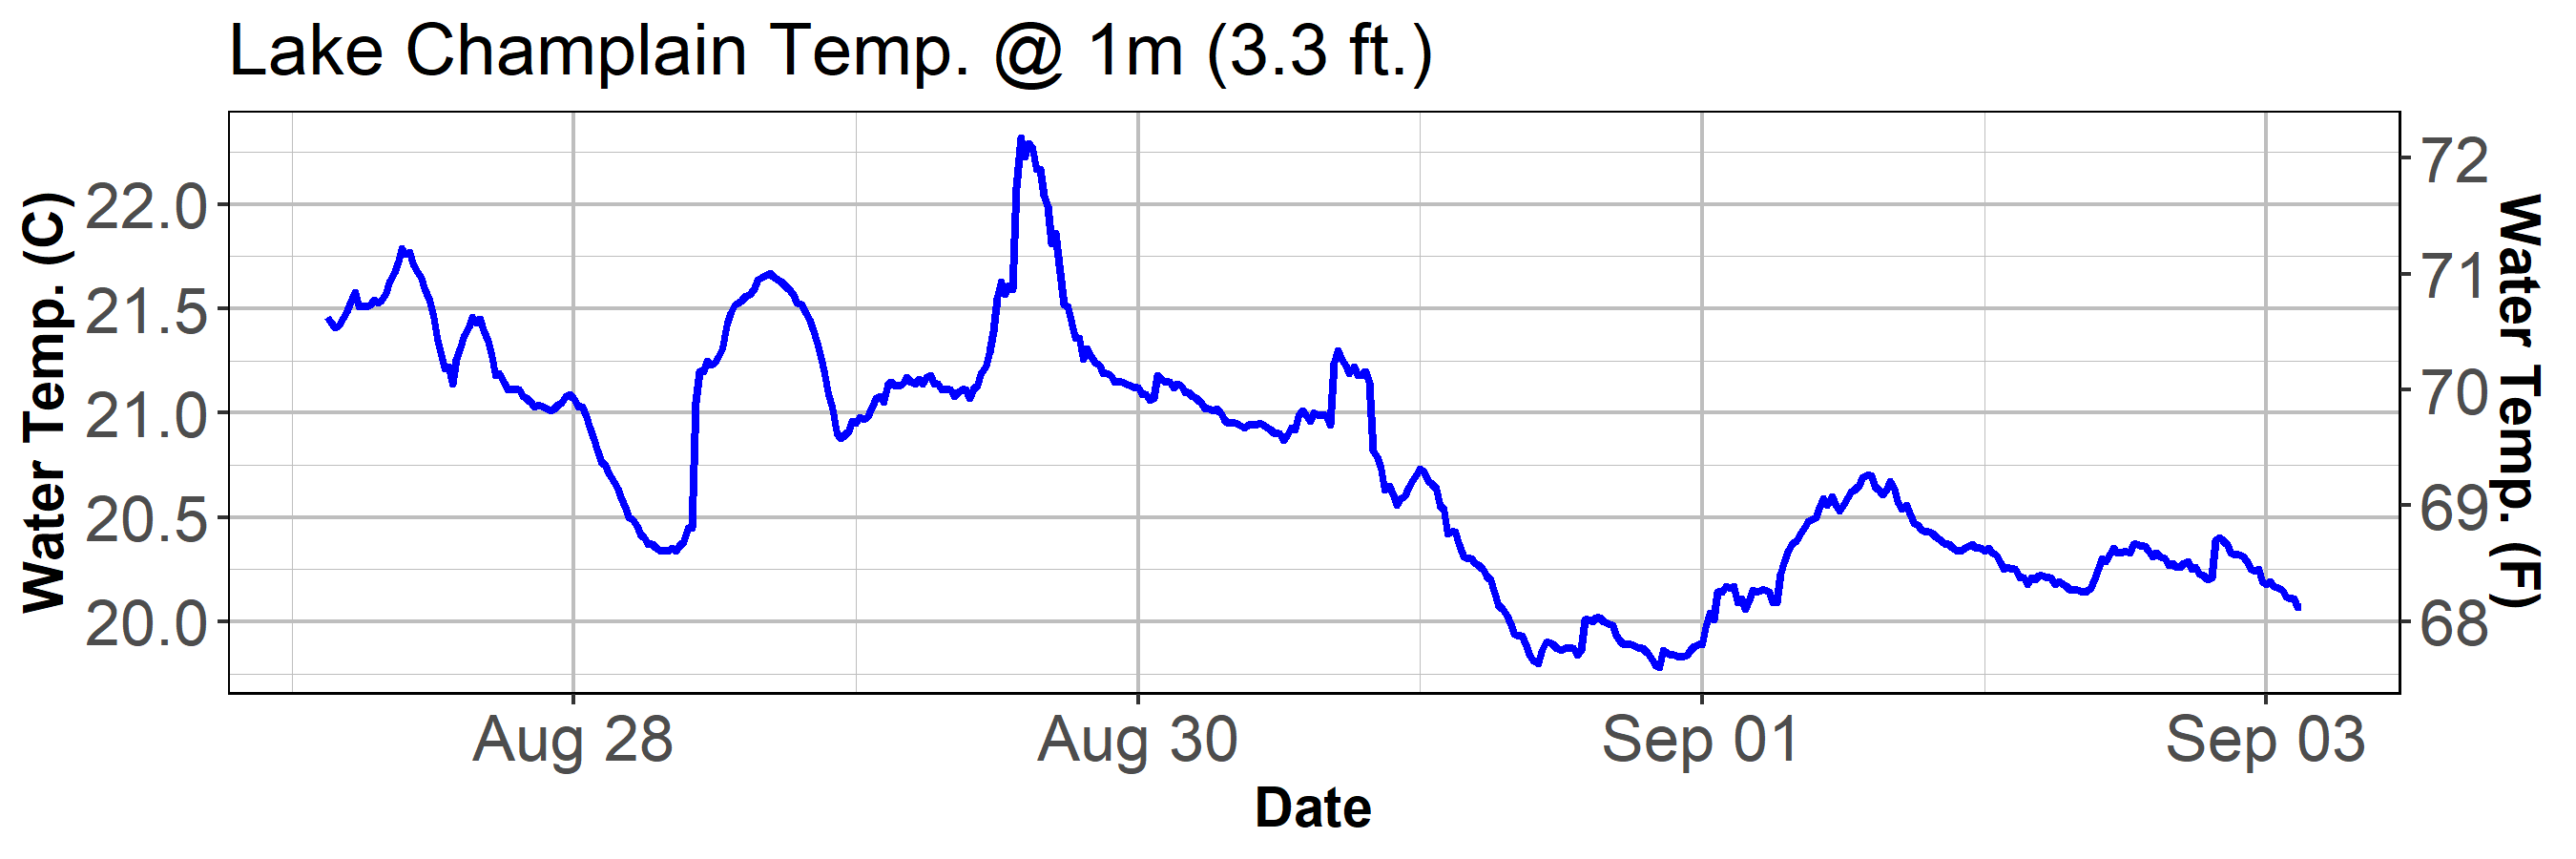 Lake Champlain Temp. @ 1m (3.3 ft.)
Water Temp. (C)
22.0
21.5
21.0
20.5
20.0
72
71
70
69
68
Water Temp. (F)
Aug 28
Aug 30
Sep 01
Sep 03
Date